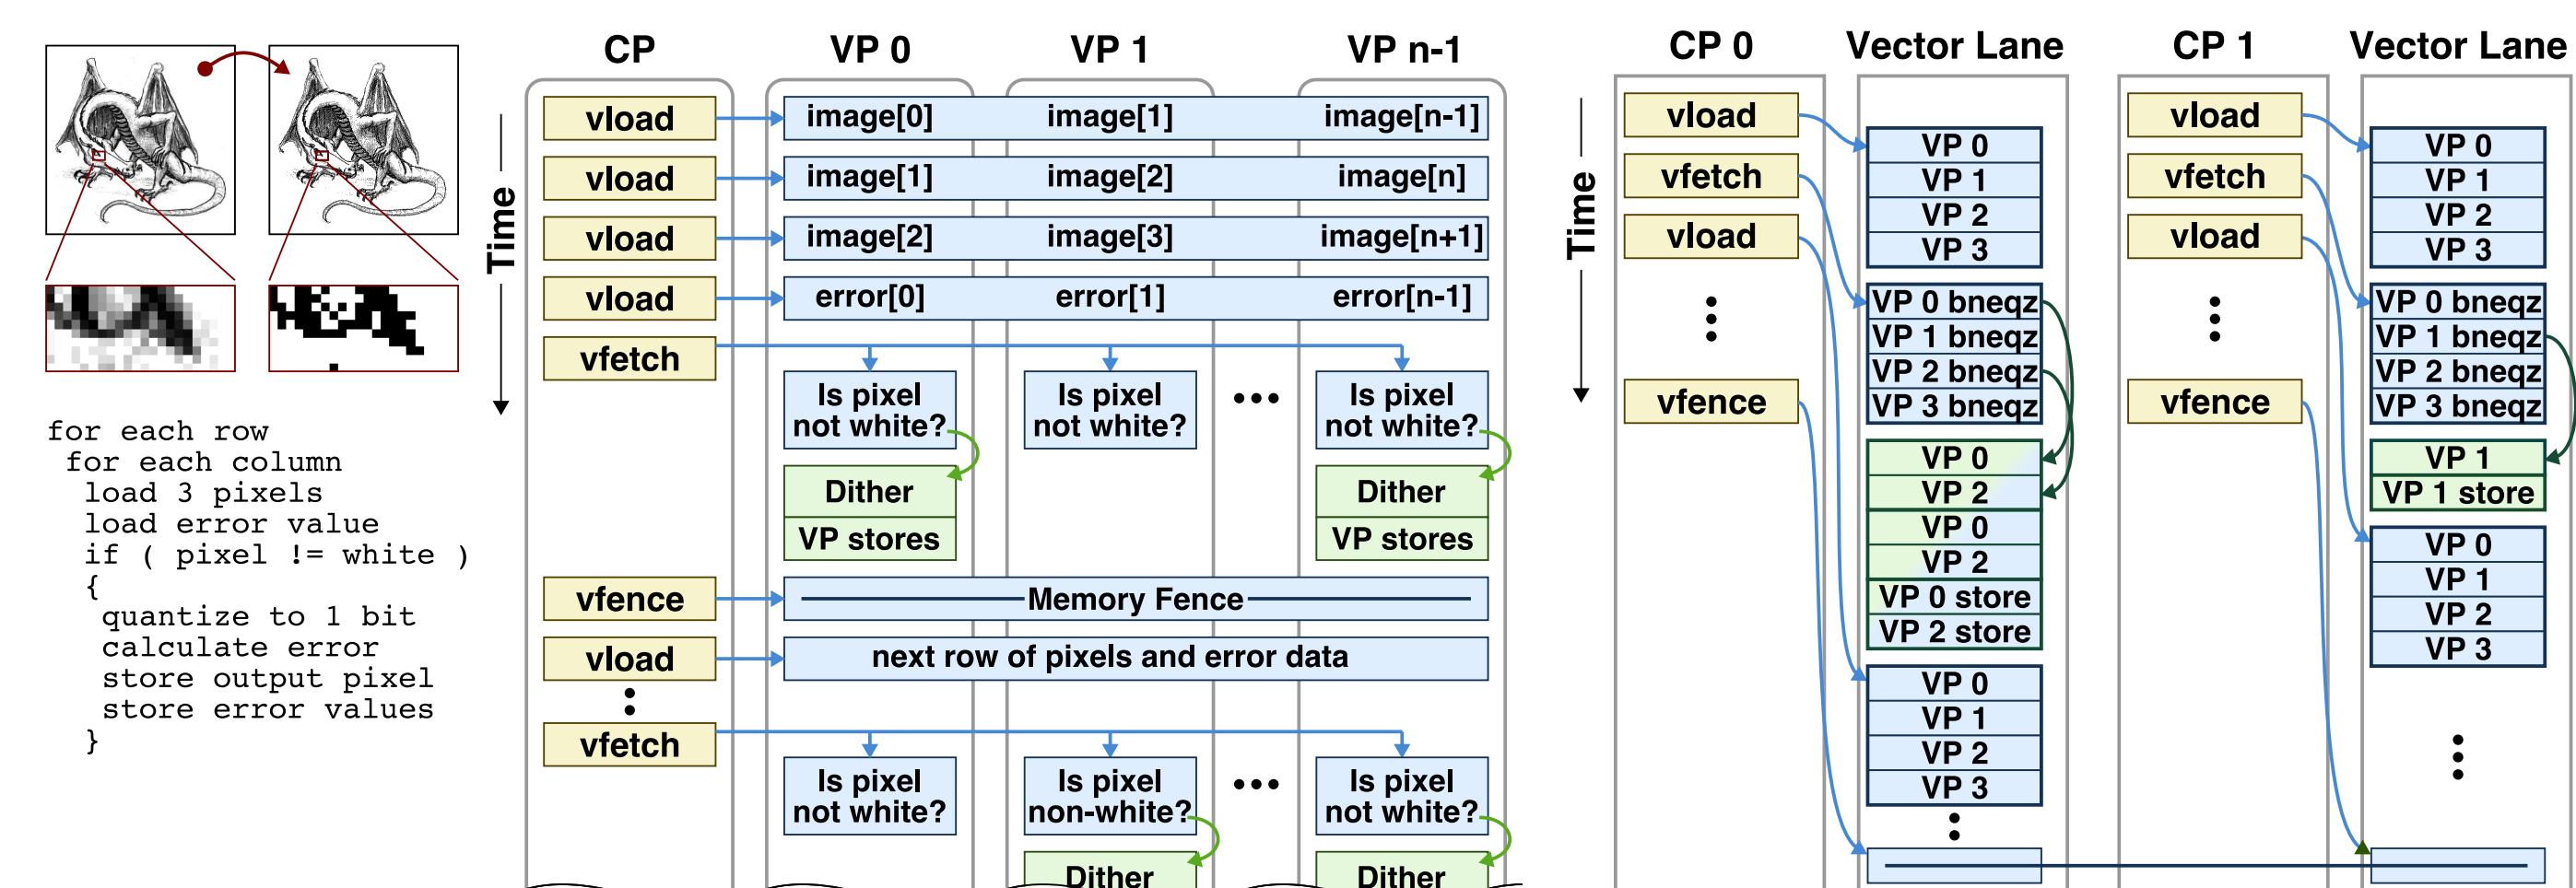 for each row
for each column
load 3 pixels
load error value
if ( pixel != white )
{
quantize to 1 bit
calculate error
store output pixel
store error values
}
CP
VP 0
VP 1
VP n-1
Time
vload
image[0]
image[1]
image[n-1]
vload
image[1]
image[2]
image[n]
vload
image[2]
image[3]
image[n+1]
vload
error[0]
error[1]
error[n-1]
vfetch
Is pixel
not white?
Is pixel
not white?
Is pixel
not white?
Dither
VP stores
Dither
VP stores
vfence
Memory Fence
vload
next row of pixels and error data
vfetch
Is pixel
not white?
Is pixel
non-white?
Is pixel
not white?
Dither
Dither
CP 0
Vector Lane
CP 1
Vector Lane
Time
vload
vfetch
vload
vfence
VP 0
VP 1
VP 2
VP 3
VP 0 bneqz
VP 1 bneqz
VP 2 bneqz
VP 3 bneqz
VP 0
VP 2
VP 0
VP 2
VP 0 store
VP 2 store
VP 0
VP 1
VP 2
VP 3
vload
vfetch
vload
vfence
VP 0
VP 1
VP 2
VP 3
VP 0 bneqz
VP 1 bneqz
VP 2 bneqz
VP 3 bneqz
VP 1
VP 1 store
VP 0
VP 1
VP 2
VP 3